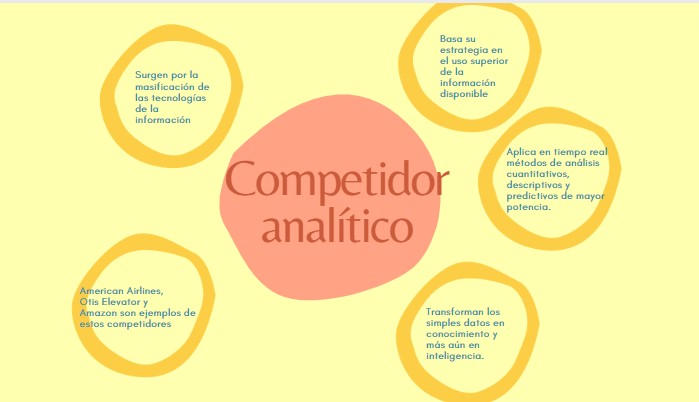 Surgen por la
masificación de
las tecnologías
de la
información
Basa su
estrategia en
el uso superior
de la
información
disponible
Competidor
analítico
Aplica en tiempo real
métodos de análisis
cuantitativos,
descriptivos y
predictivos de mayor
potencia.
American Airlines,
Otis Elevator y
Amazon son ejemplos de
estos competidores
Transforman los
simples datos en
conocimiento y
más aún en
inteligencia.